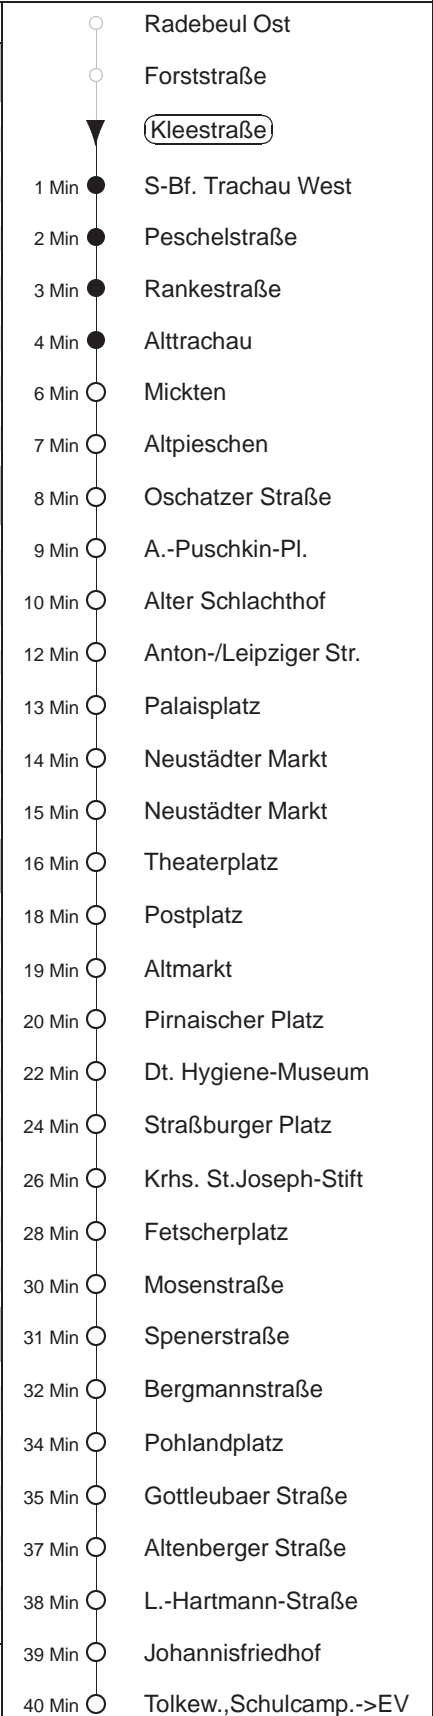 Radebeul Ost
Forststraße
Kleestraße
1 Min S-Bf. Trachau West
2 Min Peschelstraße
3 Min Rankestraße
4 Min Alttrachau
6 Min Mickten
7 Min Altpieschen
8 Min Oschatzer Straße
9 Min A.-Puschkin-Pl.
10 Min Alter Schlachthof
12 Min Anton-/Leipziger Str.
13 Min Palaisplatz
14 Min Neustädter Markt
15 Min Neustädter Markt
16 Min Theaterplatz
18 Min Postplatz
19 Min Altmarkt
20 Min Pirnaischer Platz
22 Min Dt. Hygiene-Museum
24 Min Straßburger Platz
26 Min Krhs. St.Joseph-Stift
28 Min Fetscherplatz
30 Min Mosenstraße
31 Min Spenerstraße
32 Min Bergmannstraße
34 Min Pohlandplatz
35 Min Gottleubaer Straße
37 Min Altenberger Straße
38 Min L.-Hartmann-Straße
39 Min Johannisfriedhof
40 Min Tolkew.,Schulcamp.->EV